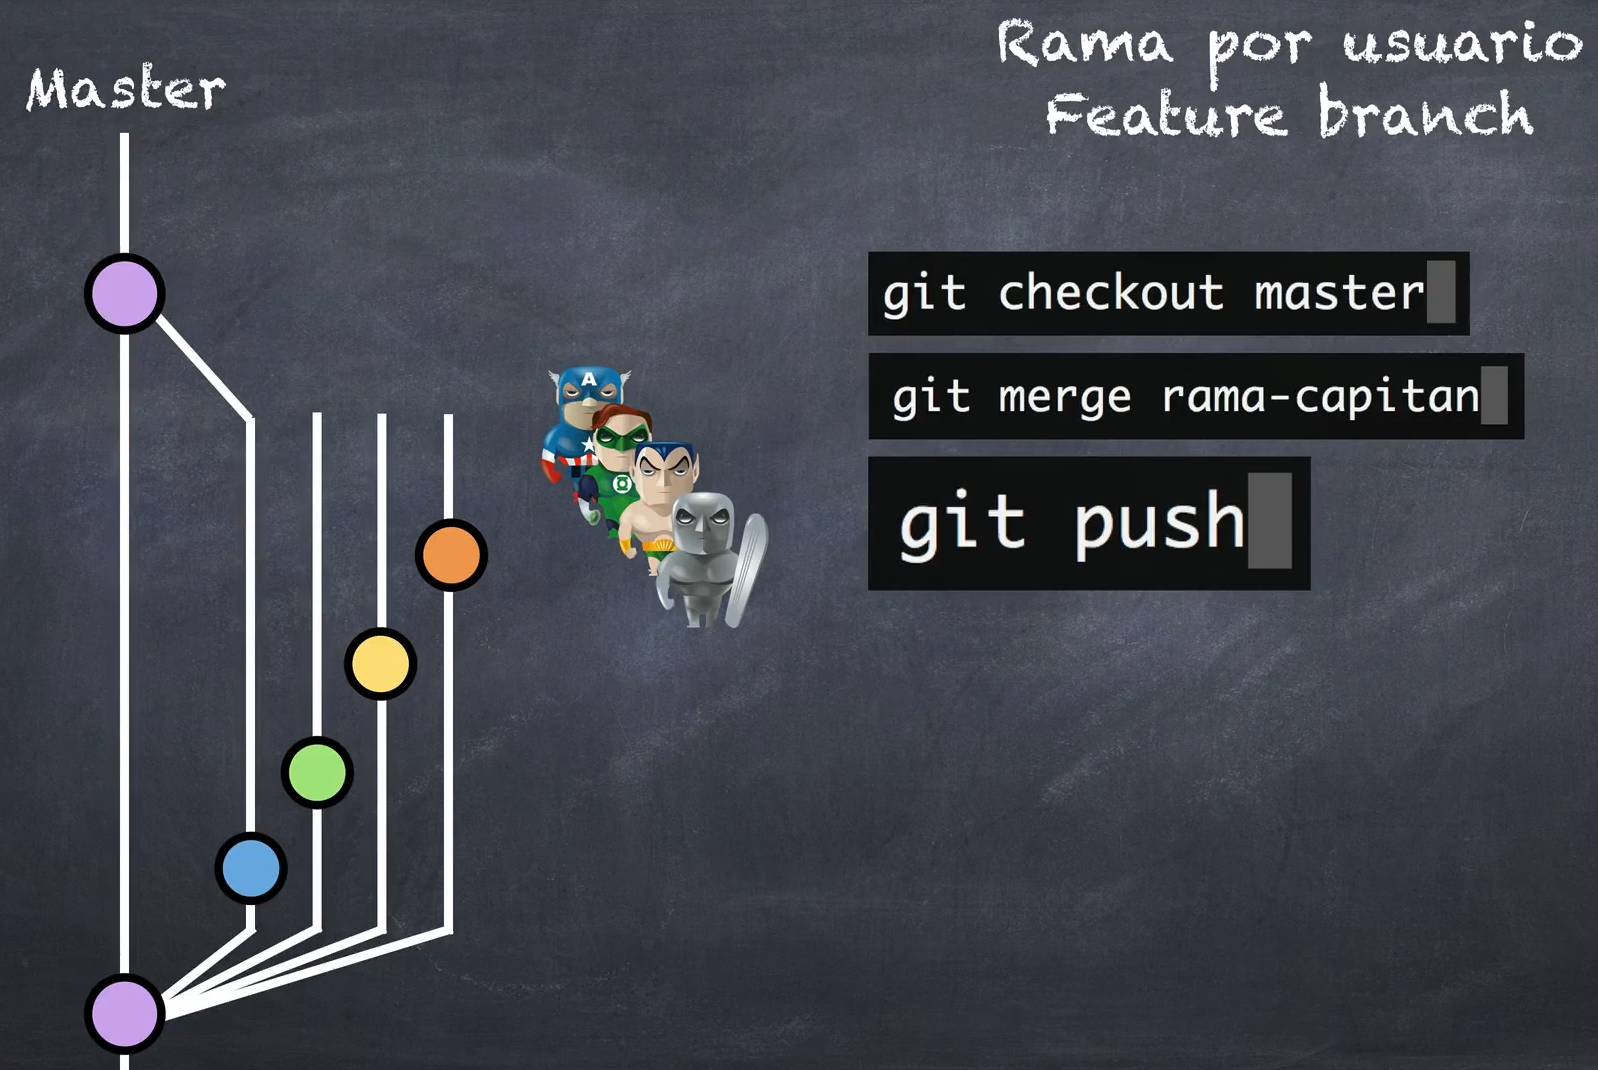 Rama por usuario
Feature branch
Master
git checkout master
git merge rama-capitan
git push
A